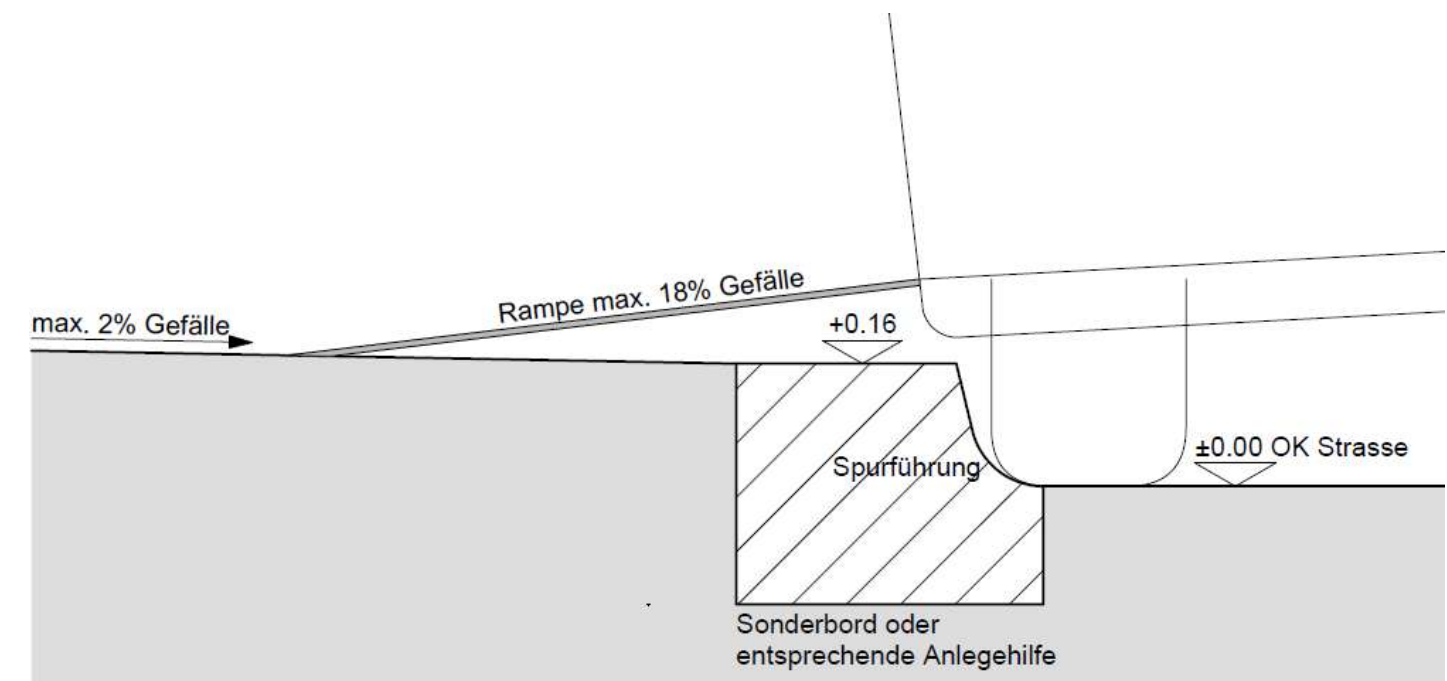 Rampe max. 18% Gefälle
max. 2% Gefälle
+0.16
±0.00 OK Strasse
Spurführung
Sonderbord oder
entsprechende Anlegehilfe